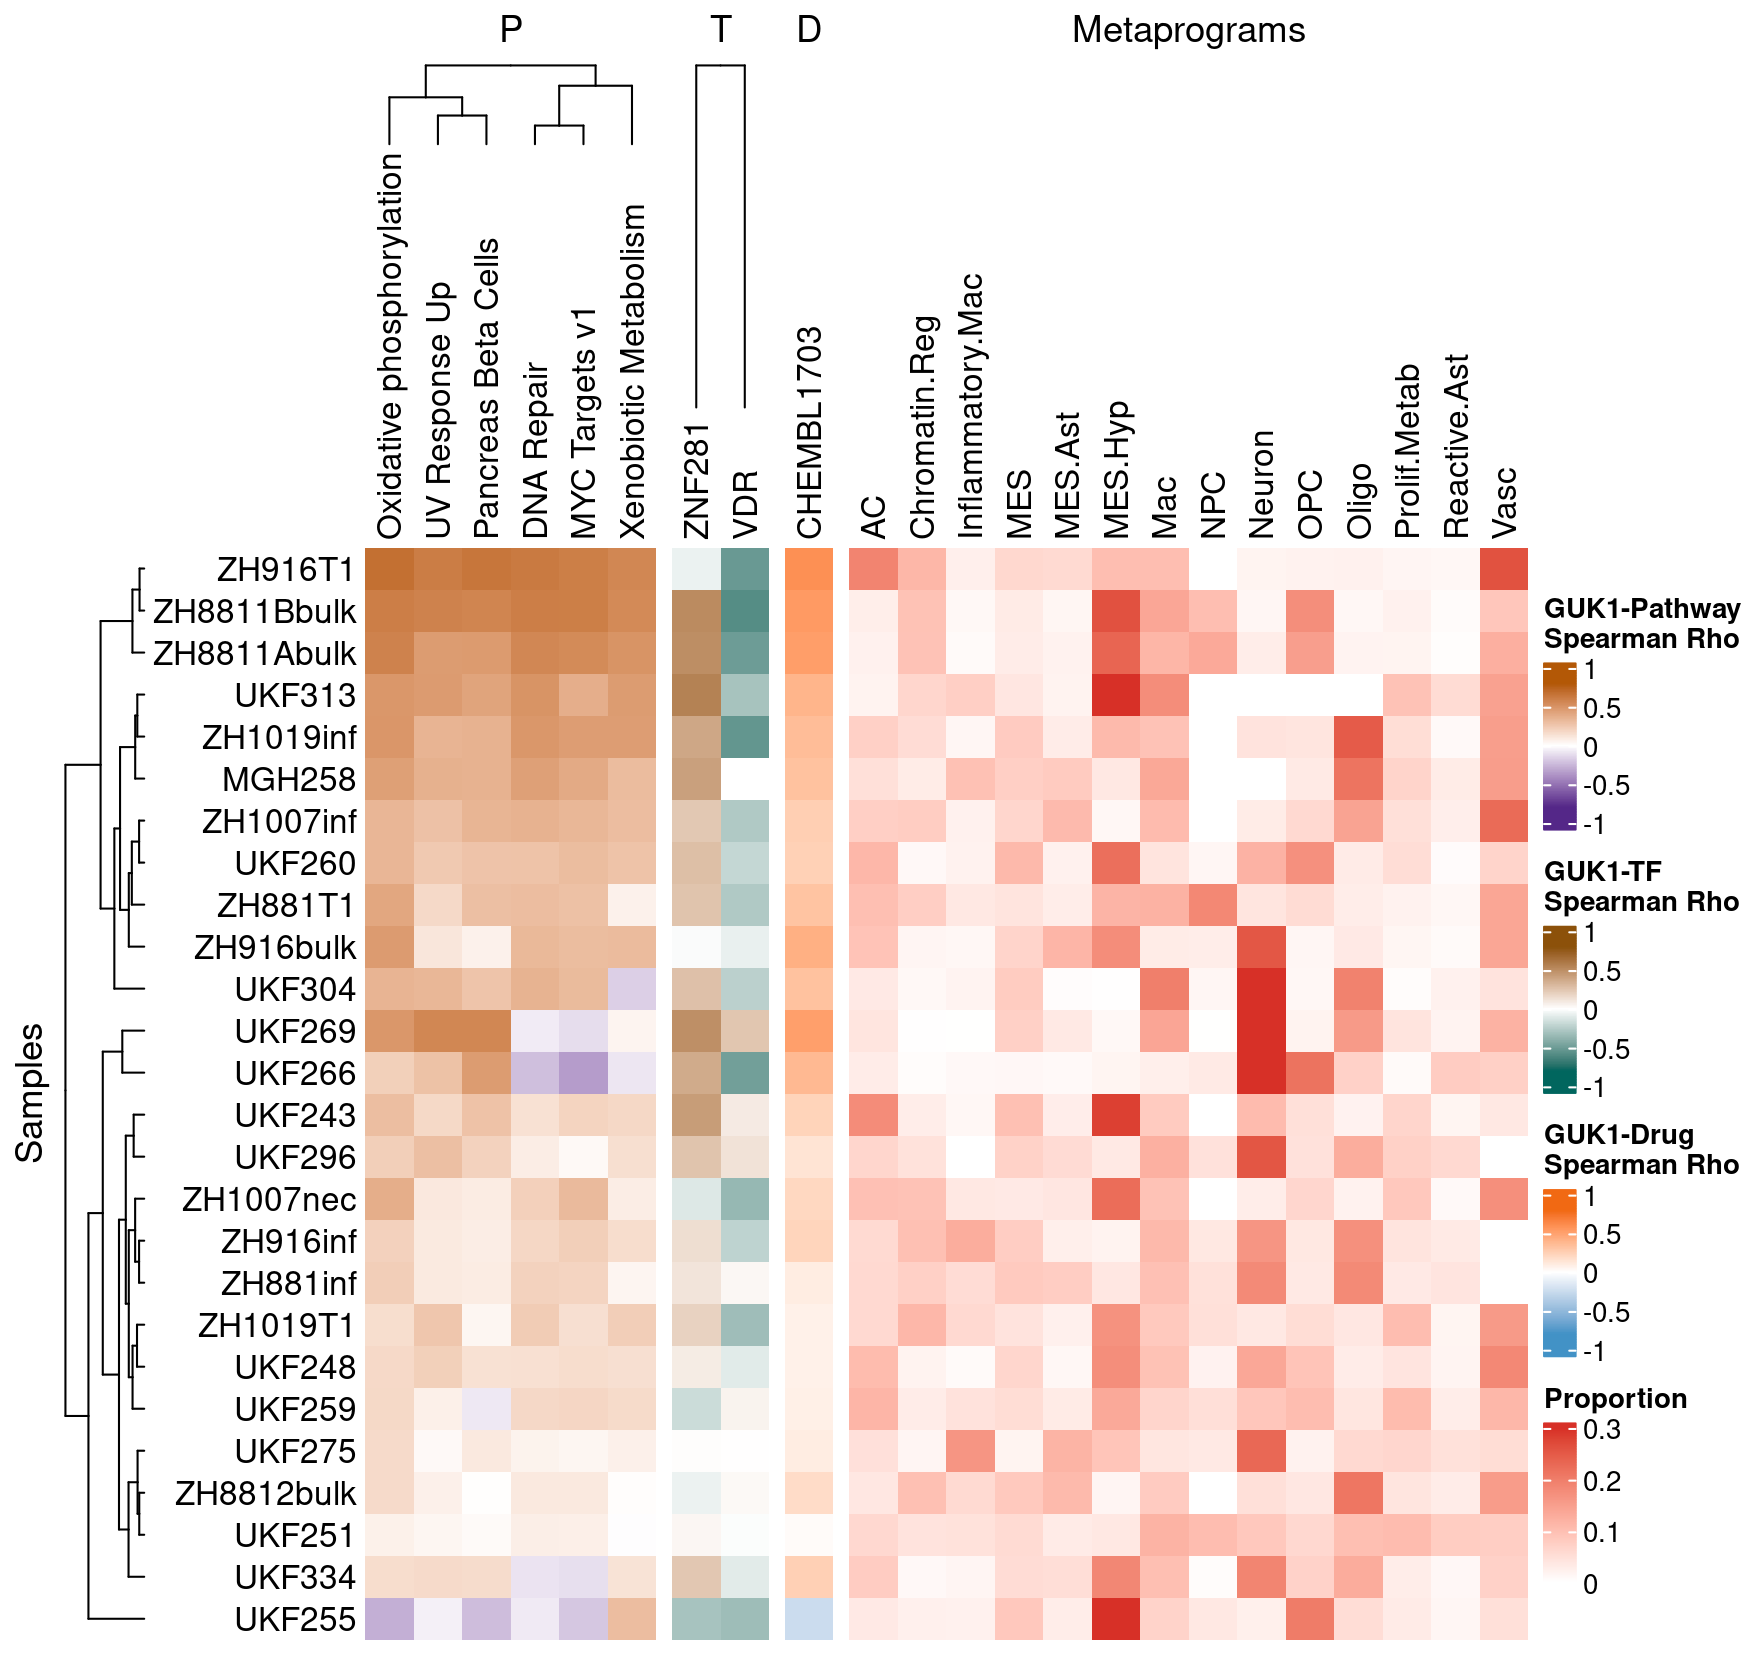 P T D Metaprograms
Oxidative phosphorylation
UV Response Up
Pancreas Beta Cells
DNA Repair
MYC Targets v1
Xenobiotic Metabolism
ZNF281
VDR
CHEMBL1703
AC
Chromatin.Reg
Inflammatory.Mac
MES
MES.Ast
MES.Hyp
Mac
NPC
Neuron
OPC
Oligo
Prolif.Metab
Reactive.Ast
Vasc
Samples
ZH916T1
ZH8811Bbulk
ZH8811Abulk
UKF313
ZH1019inf
MGH258
ZH1007inf
UKF260
ZH881T1
ZH916bulk
UKF304
UKF269
UKF266
UKF243
UKF296
ZH1007nec
ZH916inf
ZH881inf
ZH1019T1
UKF248
UKF259
UKF275
ZH8812bulk
UKF251
UKF334
UKF255
GUK1-Pathway
Spearman Rho
1
0.5
0
-0.5
-1
GUK1-TF
Spearman Rho
1
0.5
0
-0.5
-1
GUK1-Drug
Spearman Rho
1
0.5
0
-0.5
-1
Proportion
0.3
0.2
0.1
0